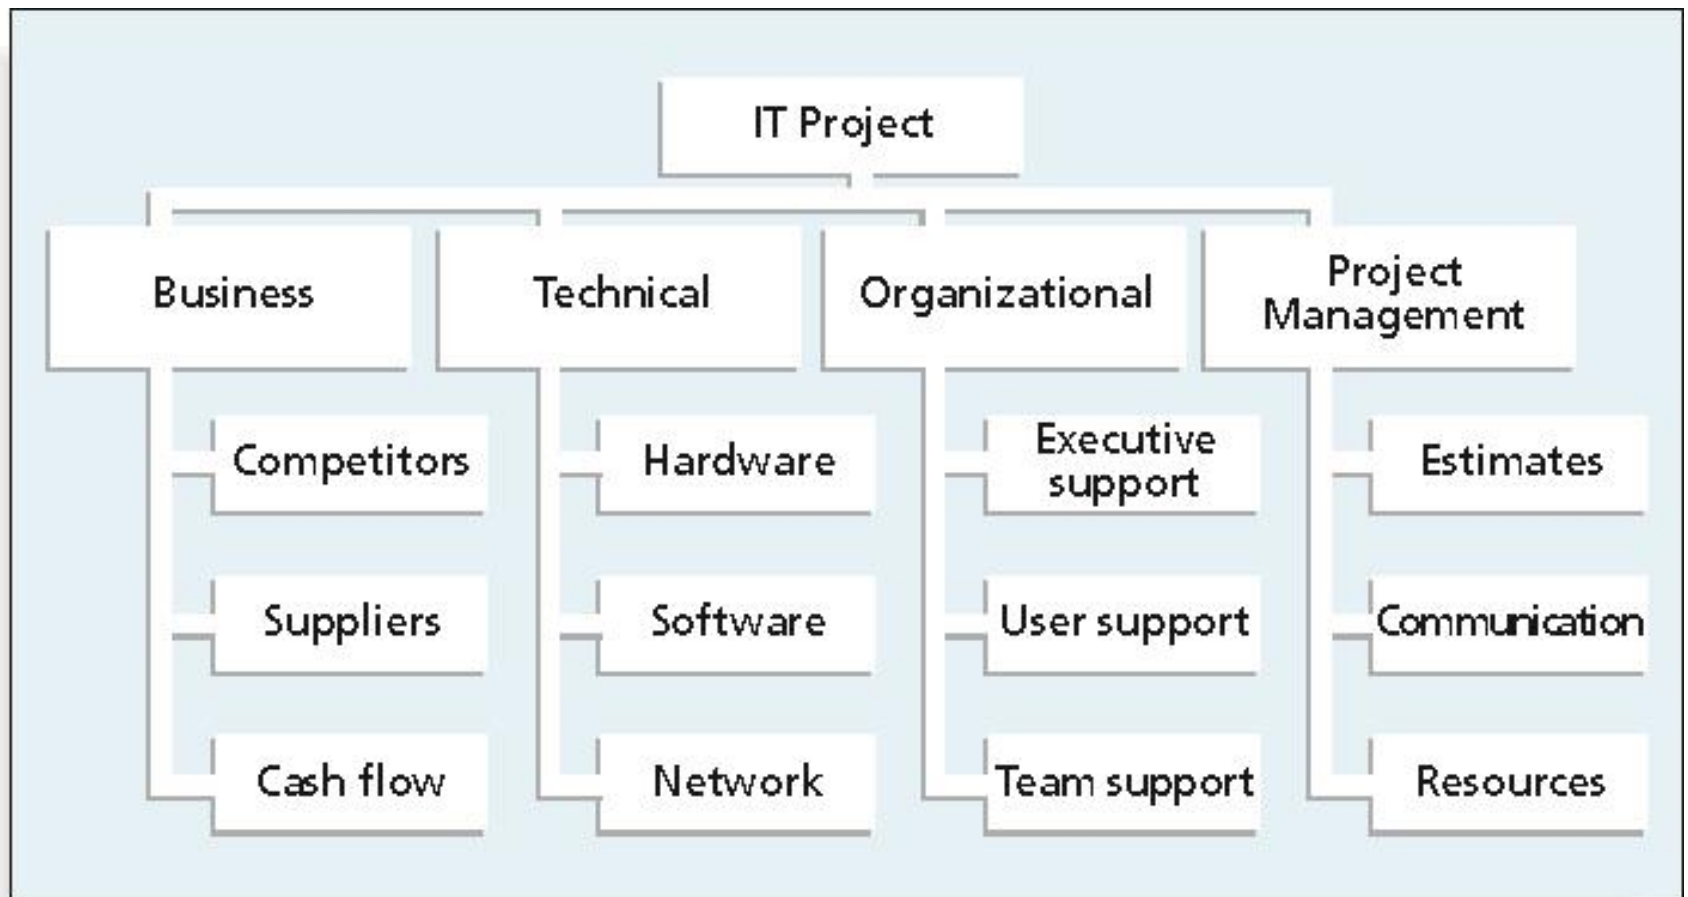 IT Project
Business
Technical
Organizational
Project
Management
Competitors
Suppliers
Cash flow
Hardware
Software
Network
Executive
support
User support
Team support
Estimates
Communication
Resources